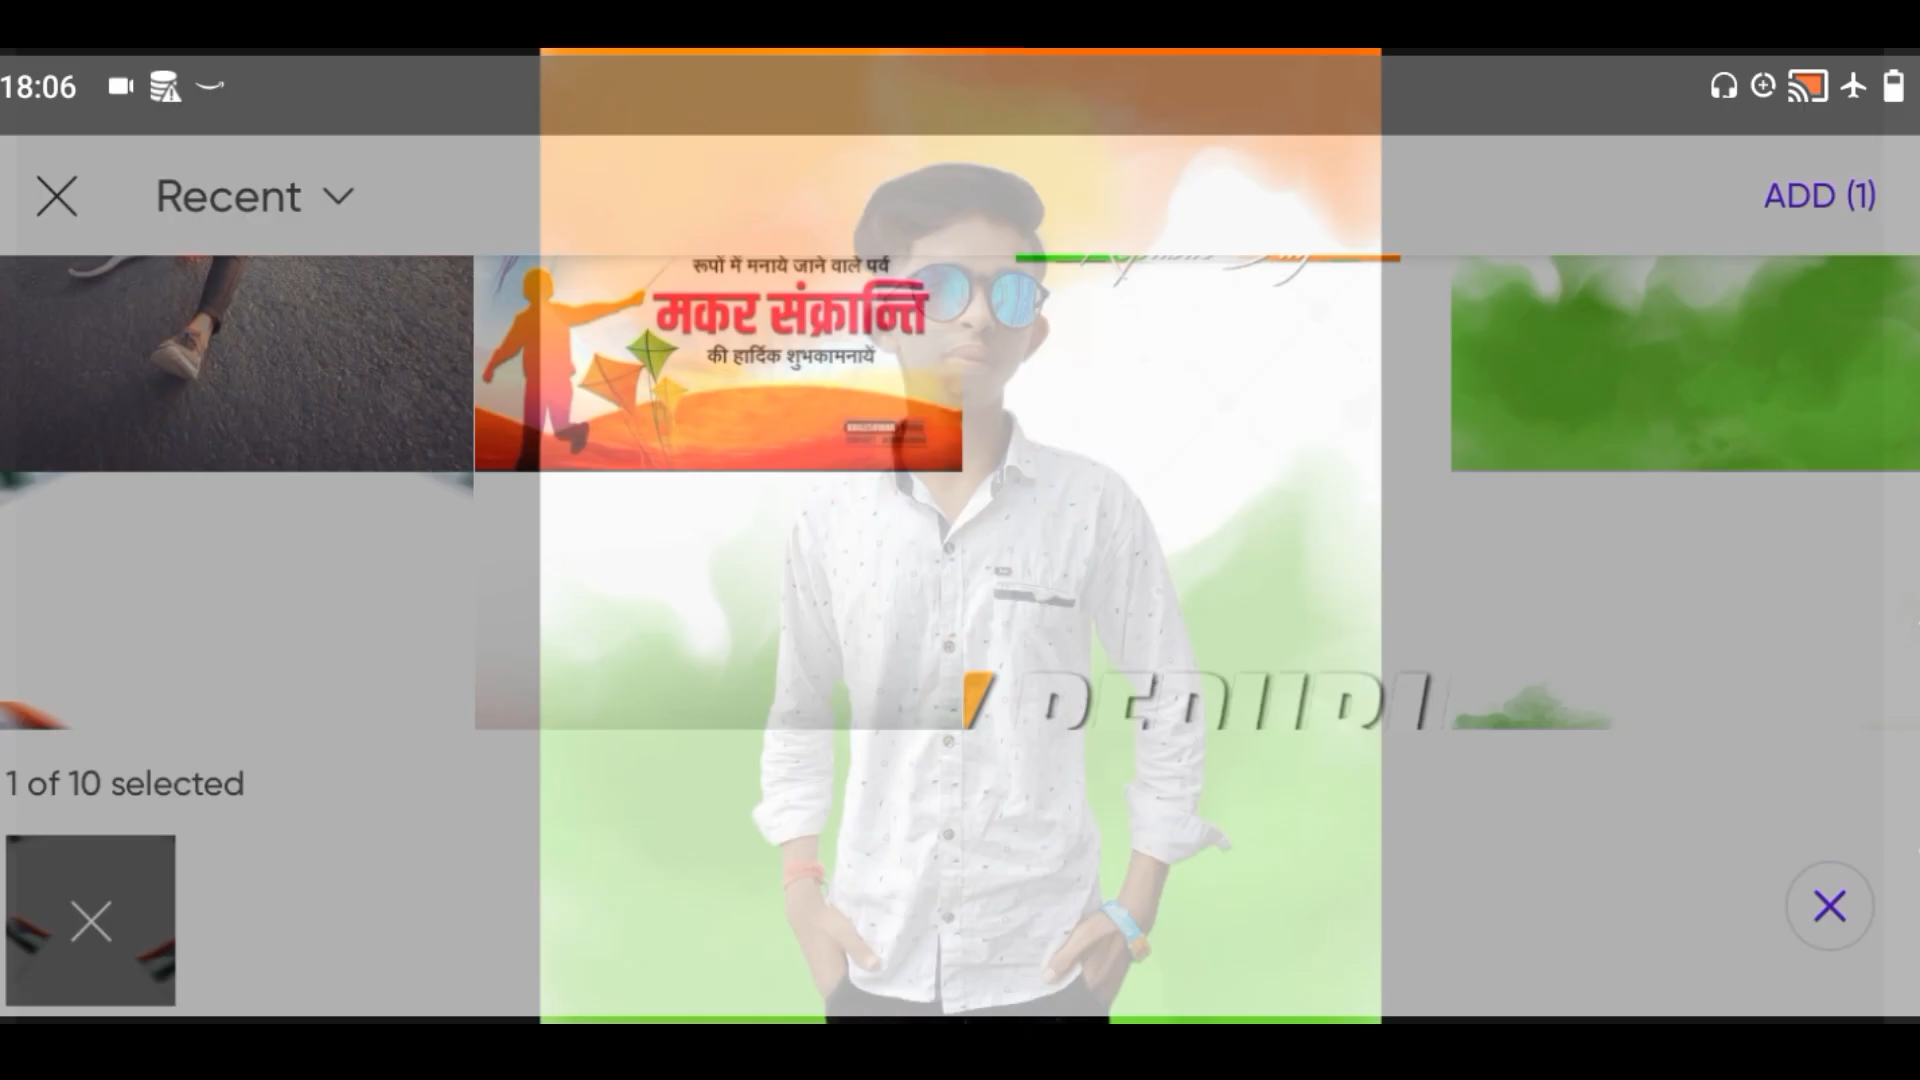 18:06
Recent
ADD (1)
रूपों में मनाये जाने वाले पर्व
मकर संक्रान्ति
की हार्दिक शुभकामनायें
1 of 10 selected